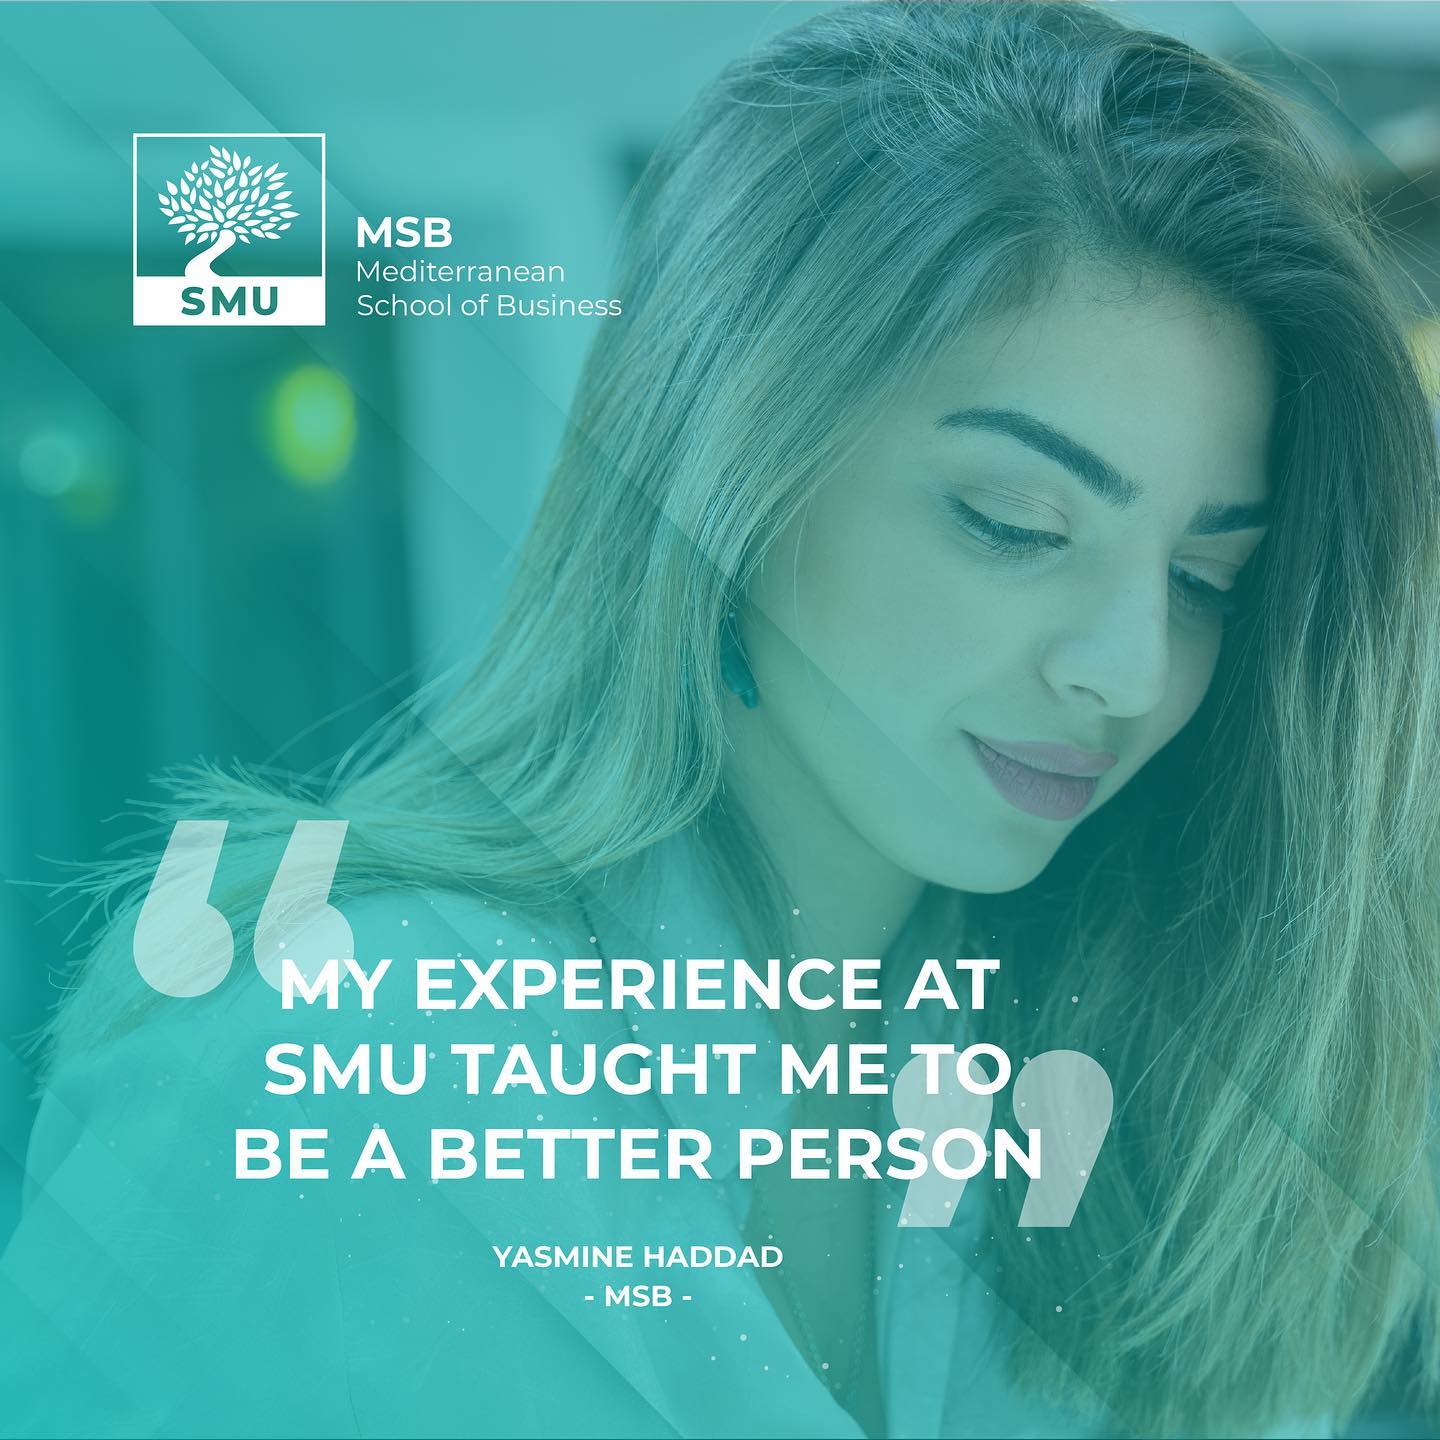 SMU
MSB
Mediterranean
School of Business
“MY EXPERIENCE AT
SMU TAUGHT ME TO
BE A BETTER PERSON”
YASMINE HADDAD
- MSB -